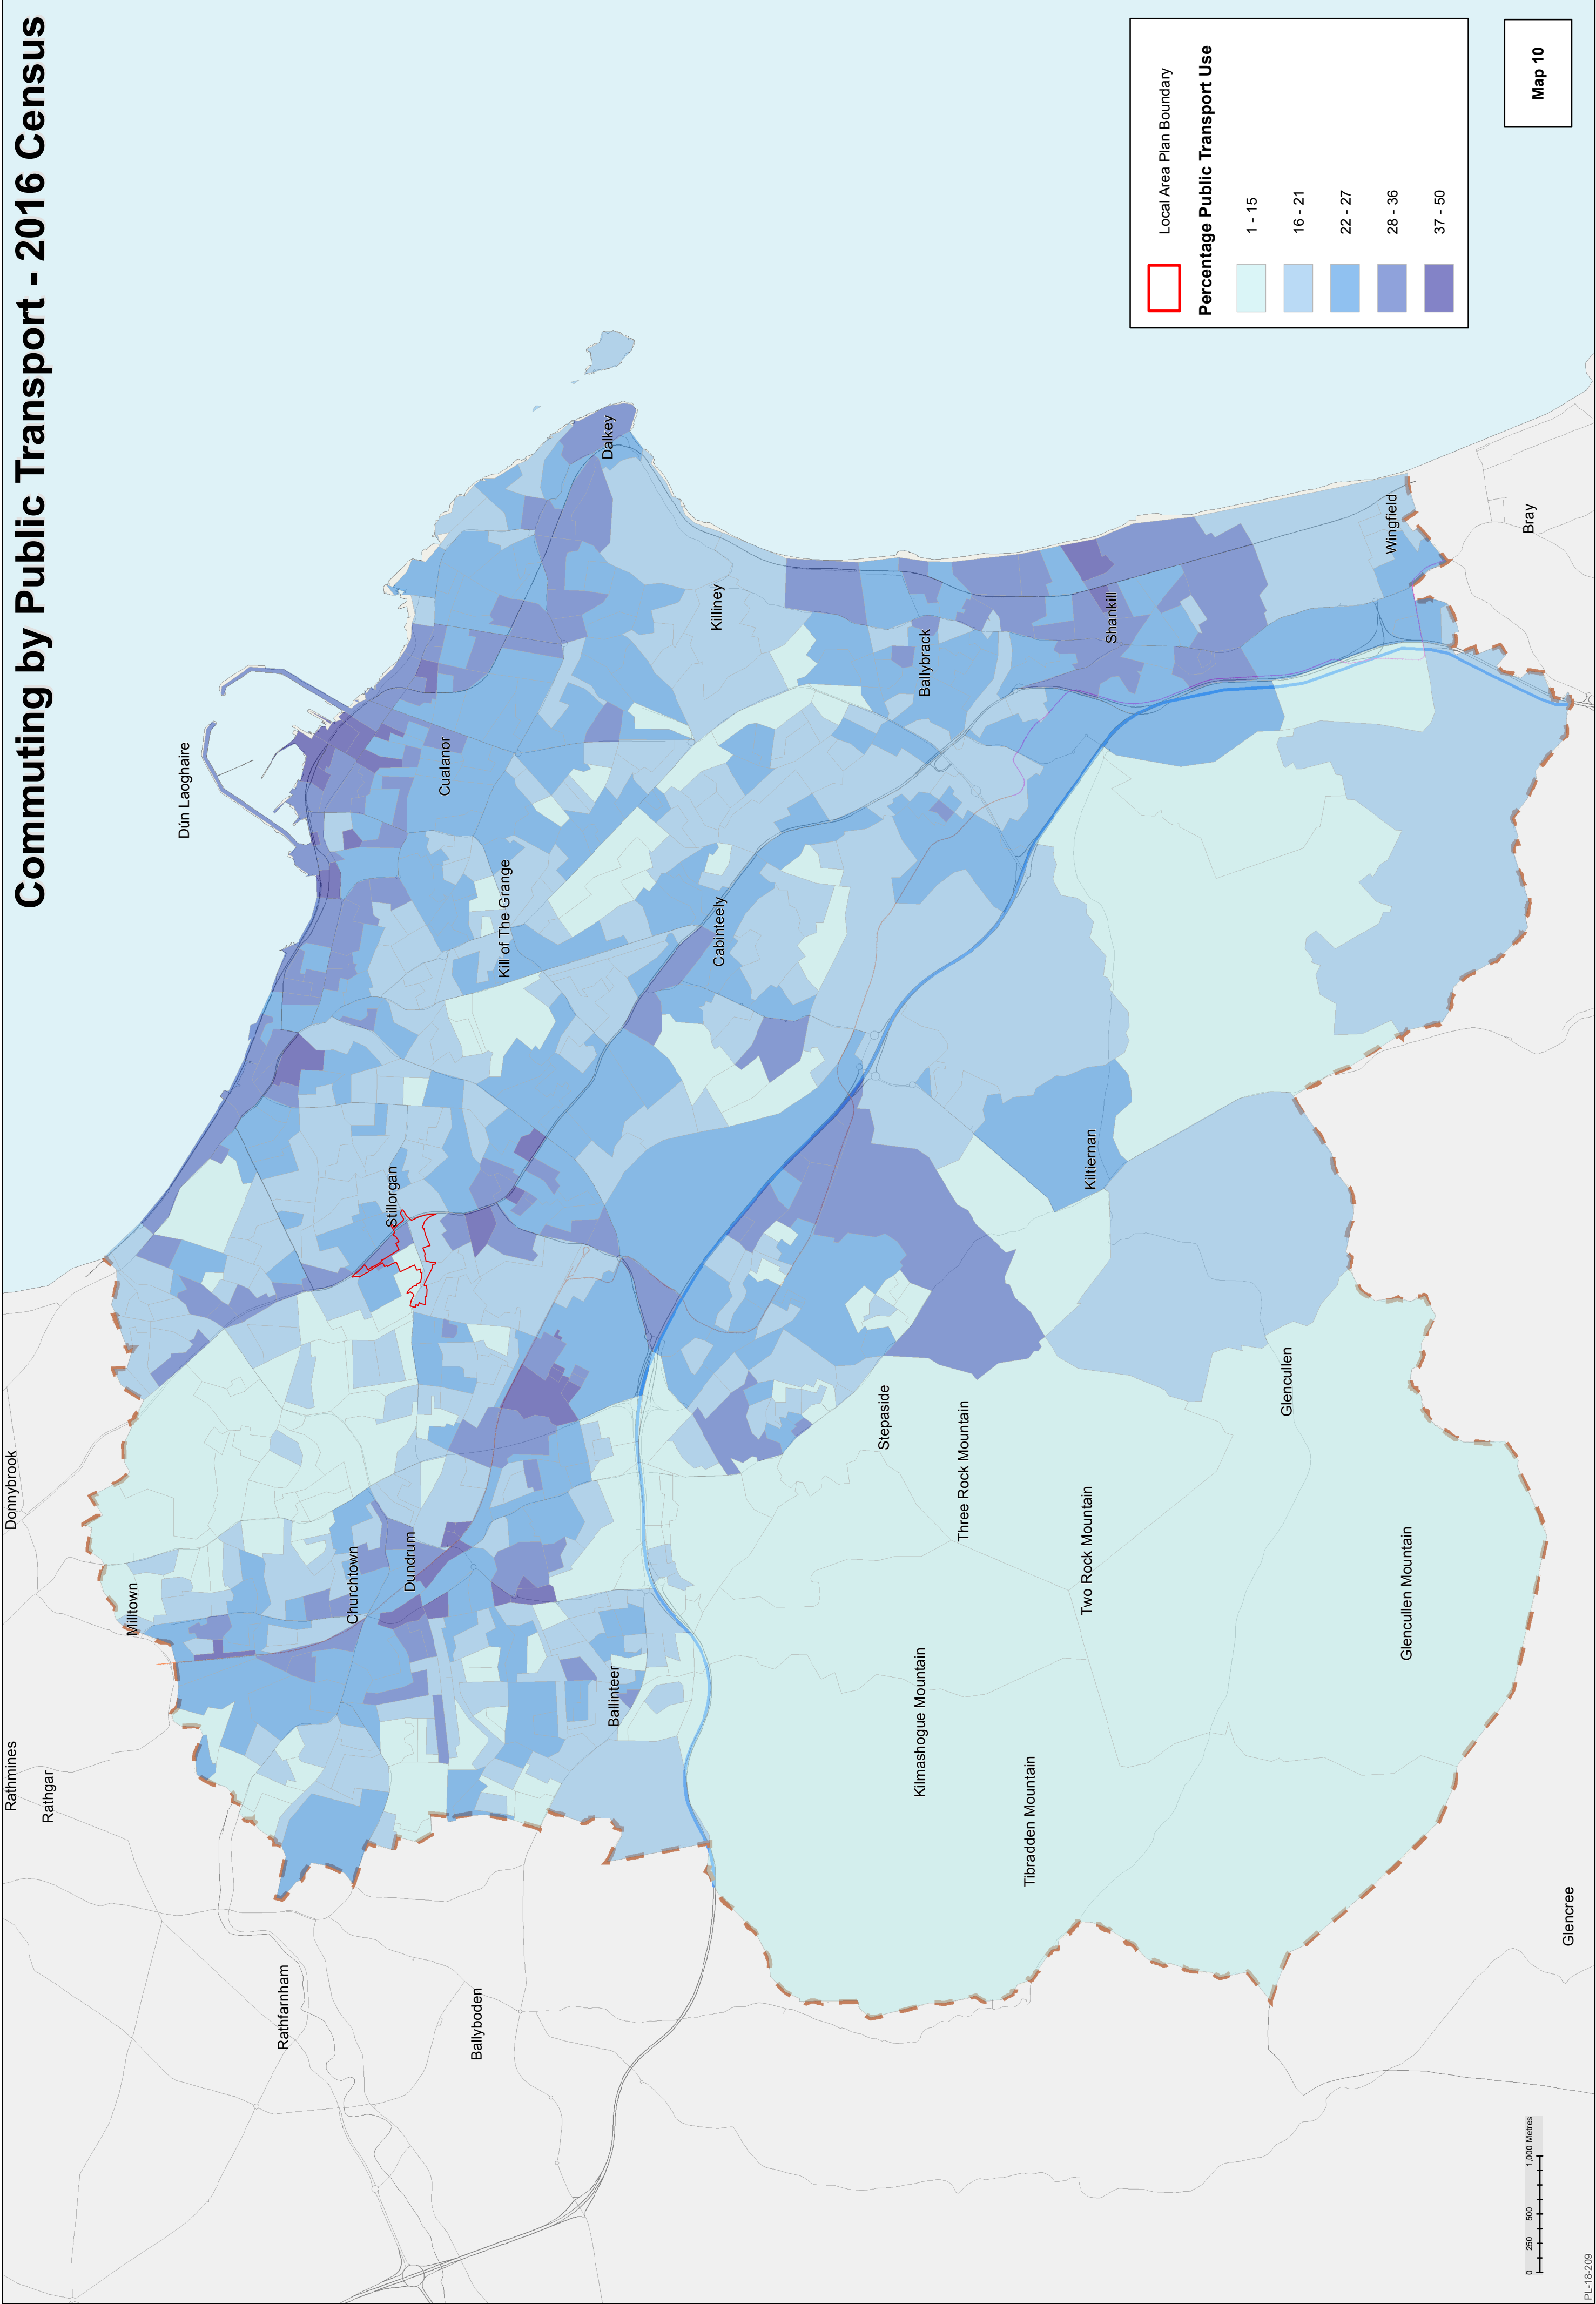 Commuting by Public Transport - 2016 Census
Donnybrook
Rathmines
Rathgar
Milltown
Dún Laoghaire
Rathfarnham
Churchtown
Dundrum
Stillorgan
Cualanor
Ballyboden
Kill of The Grange
Dalkey
Ballinteer
Cabinteely
Killiney
Stepaside
Kilmashogue Mountain
Ballybrack
Three Rock Mountain
Tibradden Mountain
Two Rock Mountain
Kiltiernan
Shankill
Glencullen
Wingfield
Glencullen Mountain
Bray
Glencree
Local Area Plan Boundary
Percentage Public Transport Use
1 - 15
16 - 21
22 - 27
28 - 36
37 - 50
Map 10
0 250 500 1,000 Metres
PL-18-209